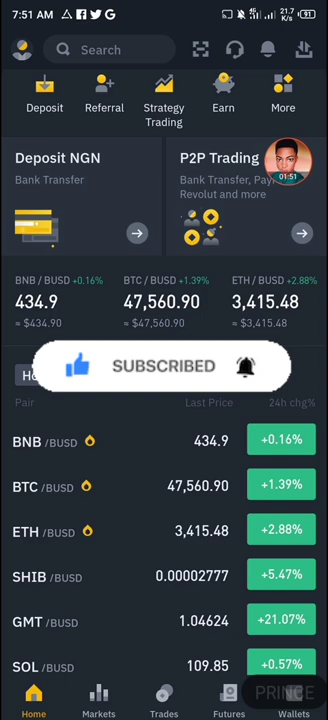 7:51 AM
21.7
K/s
91
Search
Deposit
Referral
Strategy
Trading
Earn
More
Deposit NGN
Bank Transfer
P2P Trading
Bank Transfer,
Revolut and more
01:51
BNB / BUSD +0.16%
BTC / BUSD +1.39%
ETH / BUSD +2.88%
434.9
47,560.90
3,415.48
≈ $434.90
≈ $47,560.90
≈ $3,415.48
SUBSCRIBED
Pair
Last Price
24h chg%
BNB /BUSD 434.9 +0.16%
BTC /BUSD 47,560.90 +1.39%
ETH /BUSD 3,415.48 +2.88%
SHIB /BUSD 0.00002777 +5.47%
GMT /BUSD 1.04624 +21.07%
SOL /BUSD 109.85 +0.57%
PRINCE
Home
Markets
Trades
Futures
Wallets